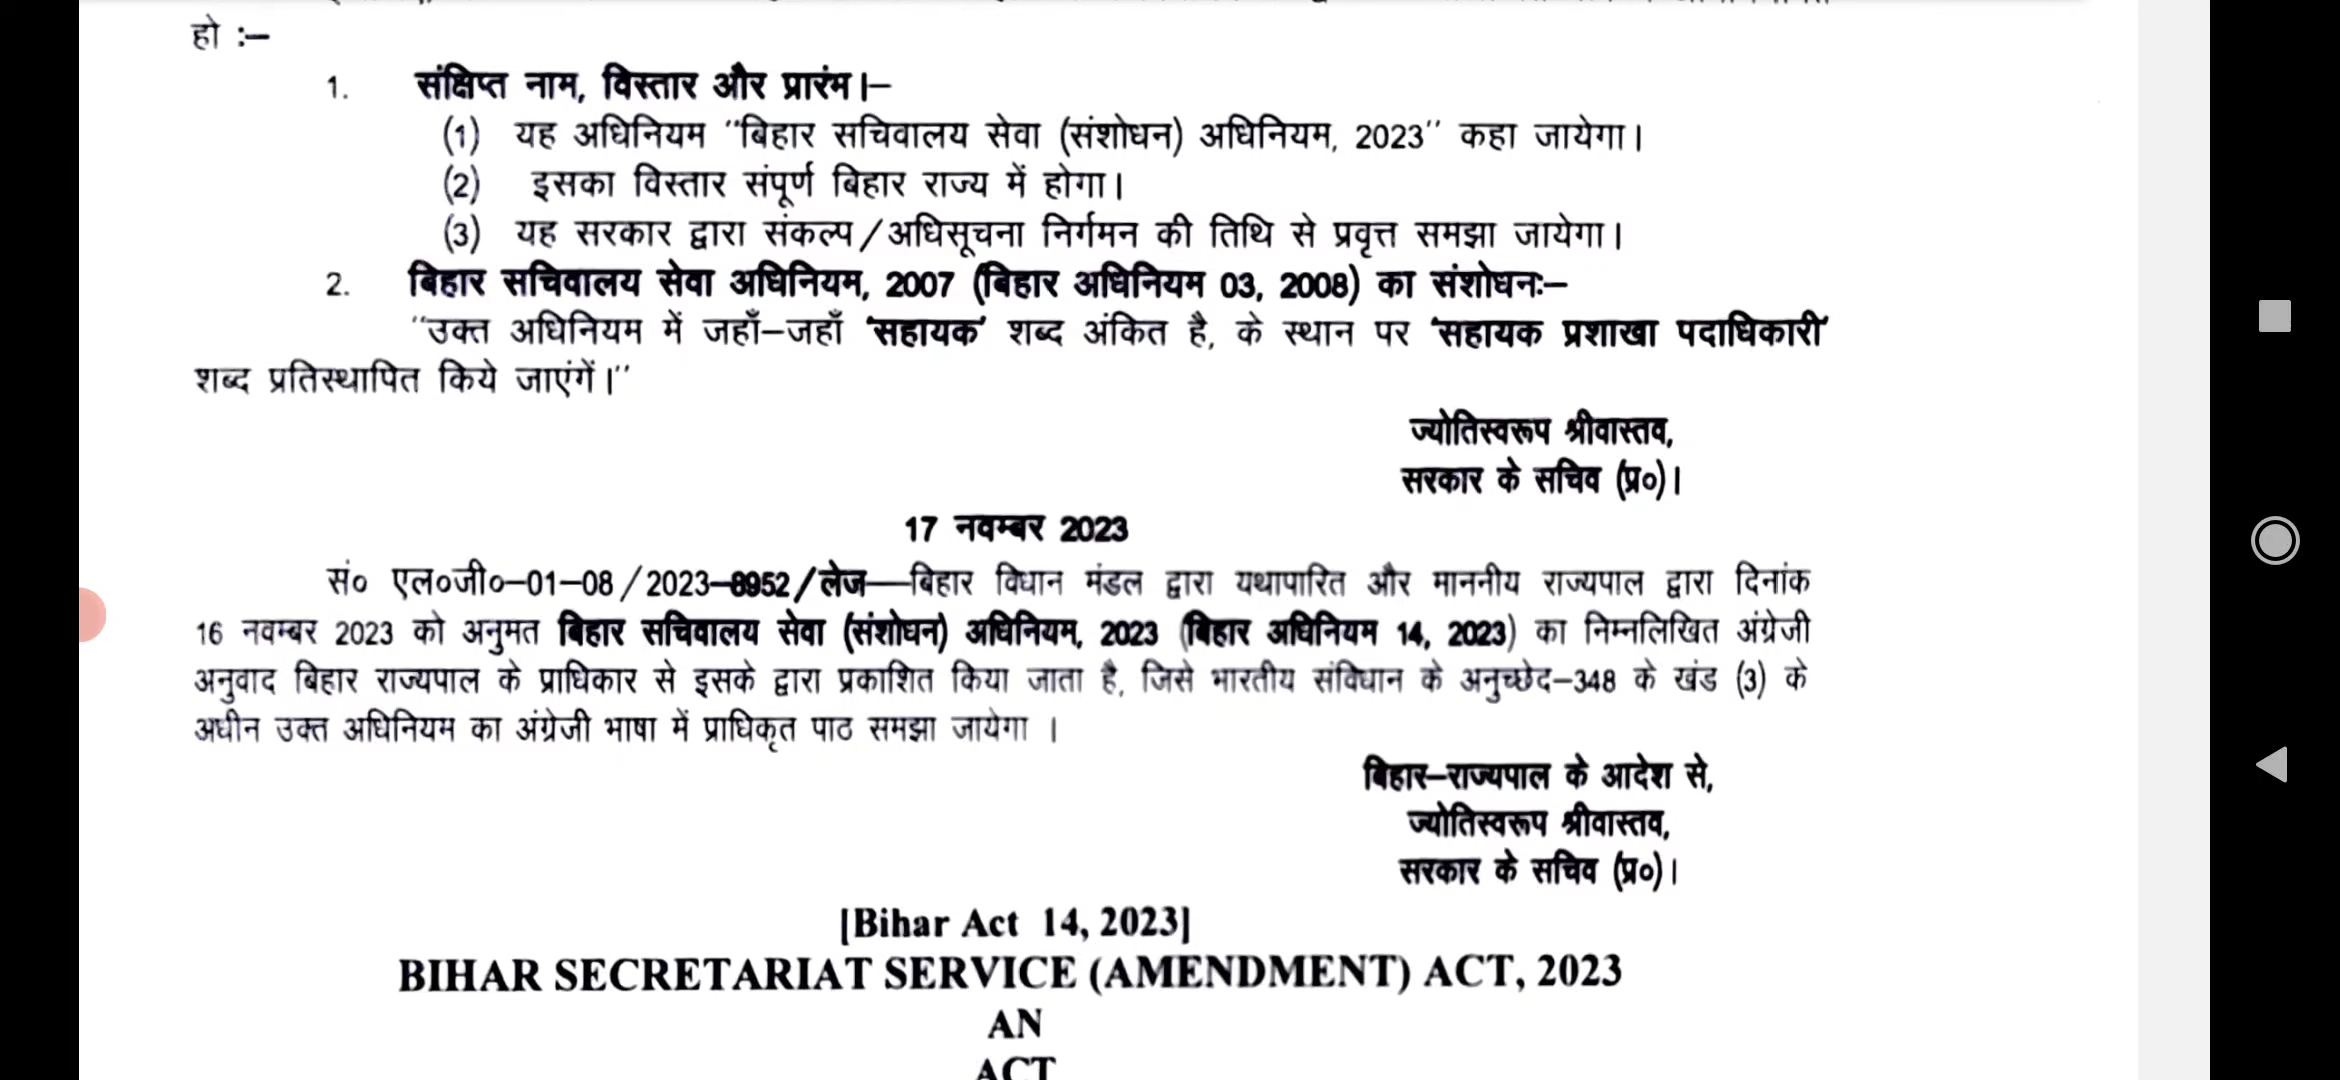 हो :–
1. संक्षिप्त नाम, विस्तार और प्रारंभ।–
(1) यह अधिनियम "बिहार सचिवालय सेवा (संशोधन) अधिनियम, 2023" कहा जायेगा।
(2) इसका विस्तार संपूर्ण बिहार राज्य में होगा।
(3) यह सरकार द्वारा संकल्प/अधिसूचना निर्गमन की तिथि से प्रवृत्त समझा जायेगा।
2. बिहार सचिवालय सेवा अधिनियम, 2007 (बिहार अधिनियम 03, 2008) का संशोधनः–
"उक्त अधिनियम में जहाँ–जहाँ 'सहायक' शब्द अंकित है, के स्थान पर 'सहायक प्रशाखा पदाधिकारी'
शब्द प्रतिस्थापित किये जाएंगें।"
ज्योतिस्वरूप श्रीवास्तव,
सरकार के सचिव (प्र०)।
17 नवम्बर 2023
सं० एल०जी०–01–08/2023–8952/लेज—बिहार विधान मंडल द्वारा यथापारित और माननीय राज्यपाल द्वारा दिनांक
16 नवम्बर 2023 को अनुमत बिहार सचिवालय सेवा (संशोधन) अधिनियम, 2023 (बिहार अधिनियम 14, 2023) का निम्नलिखित अंग्रेजी
अनुवाद बिहार राज्यपाल के प्राधिकार से इसके द्वारा प्रकाशित किया जाता है, जिसे भारतीय संविधान के अनुच्छेद–348 के खंड (3) के
अधीन उक्त अधिनियम का अंग्रेजी भाषा में प्राधिकृत पाठ समझा जायेगा ।
बिहार–राज्यपाल के आदेश से,
ज्योतिस्वरूप श्रीवास्तव,
सरकार के सचिव (प्र०)।
[Bihar Act 14, 2023]
BIHAR SECRETARIAT SERVICE (AMENDMENT) ACT, 2023
AN
ACT